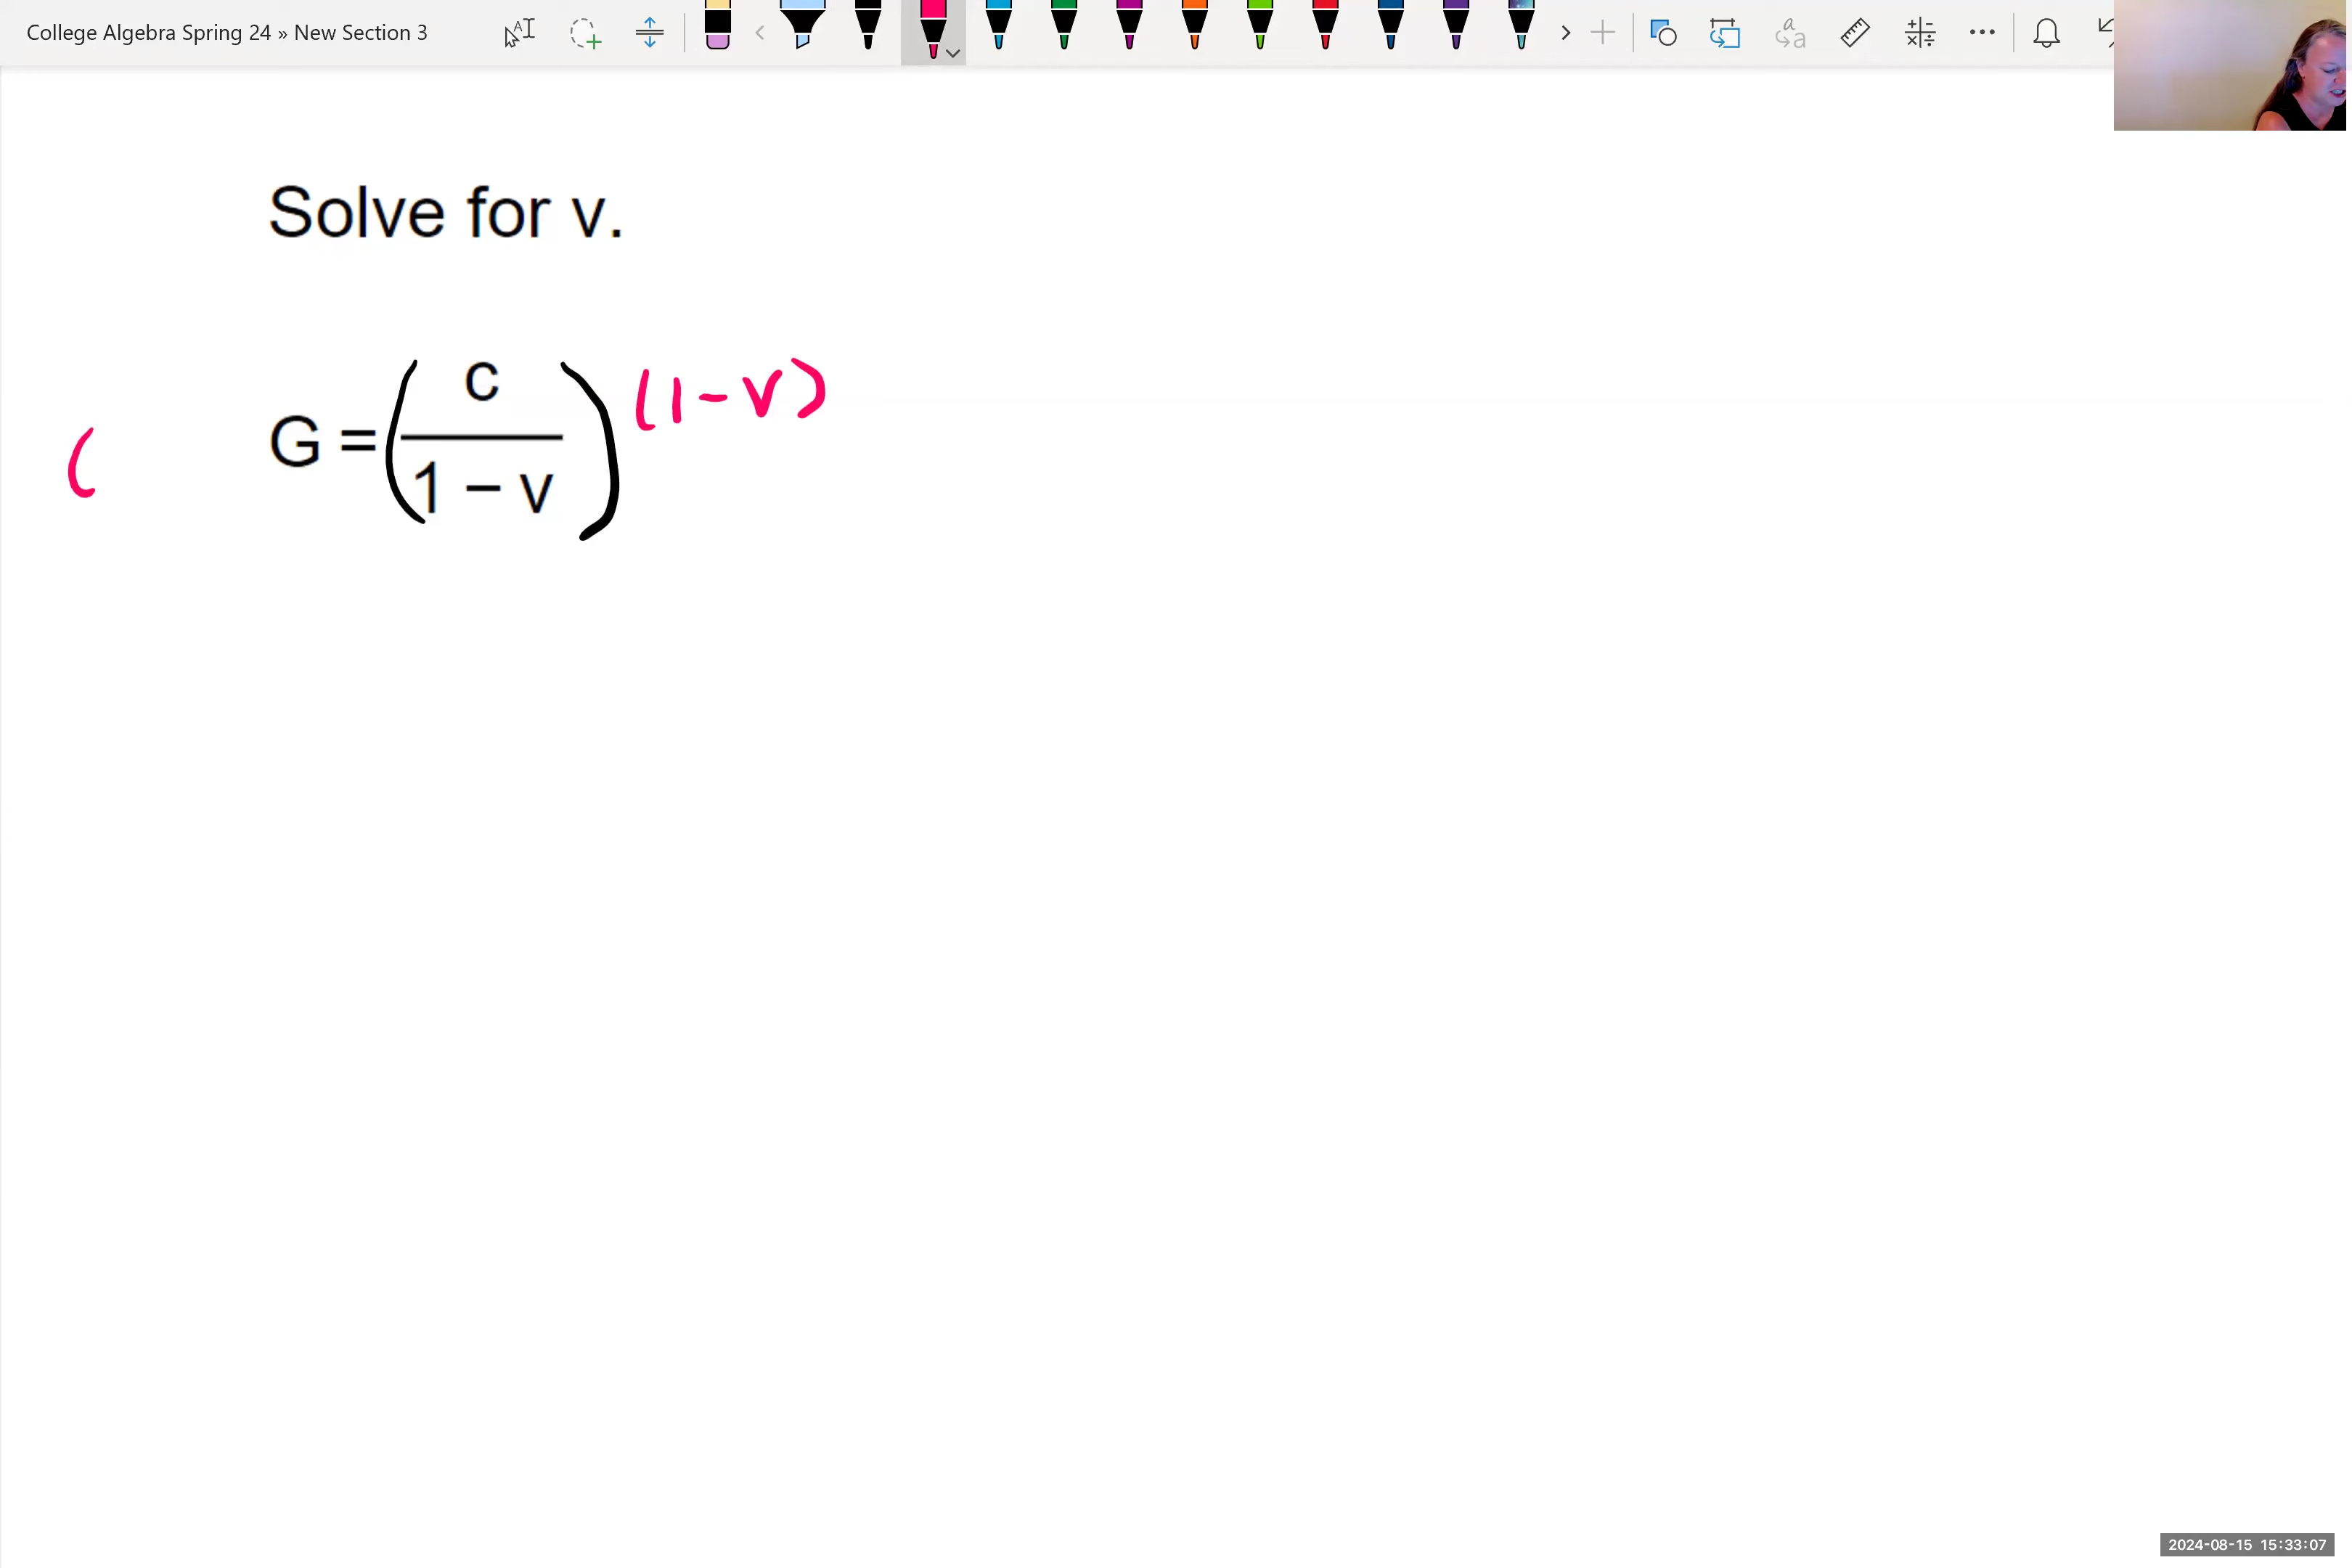 College Algebra Spring 24 » New Section 3
Solve for v.
( G = ( c / 1 – v ) (1-v)
2024-08-15 15:33:07